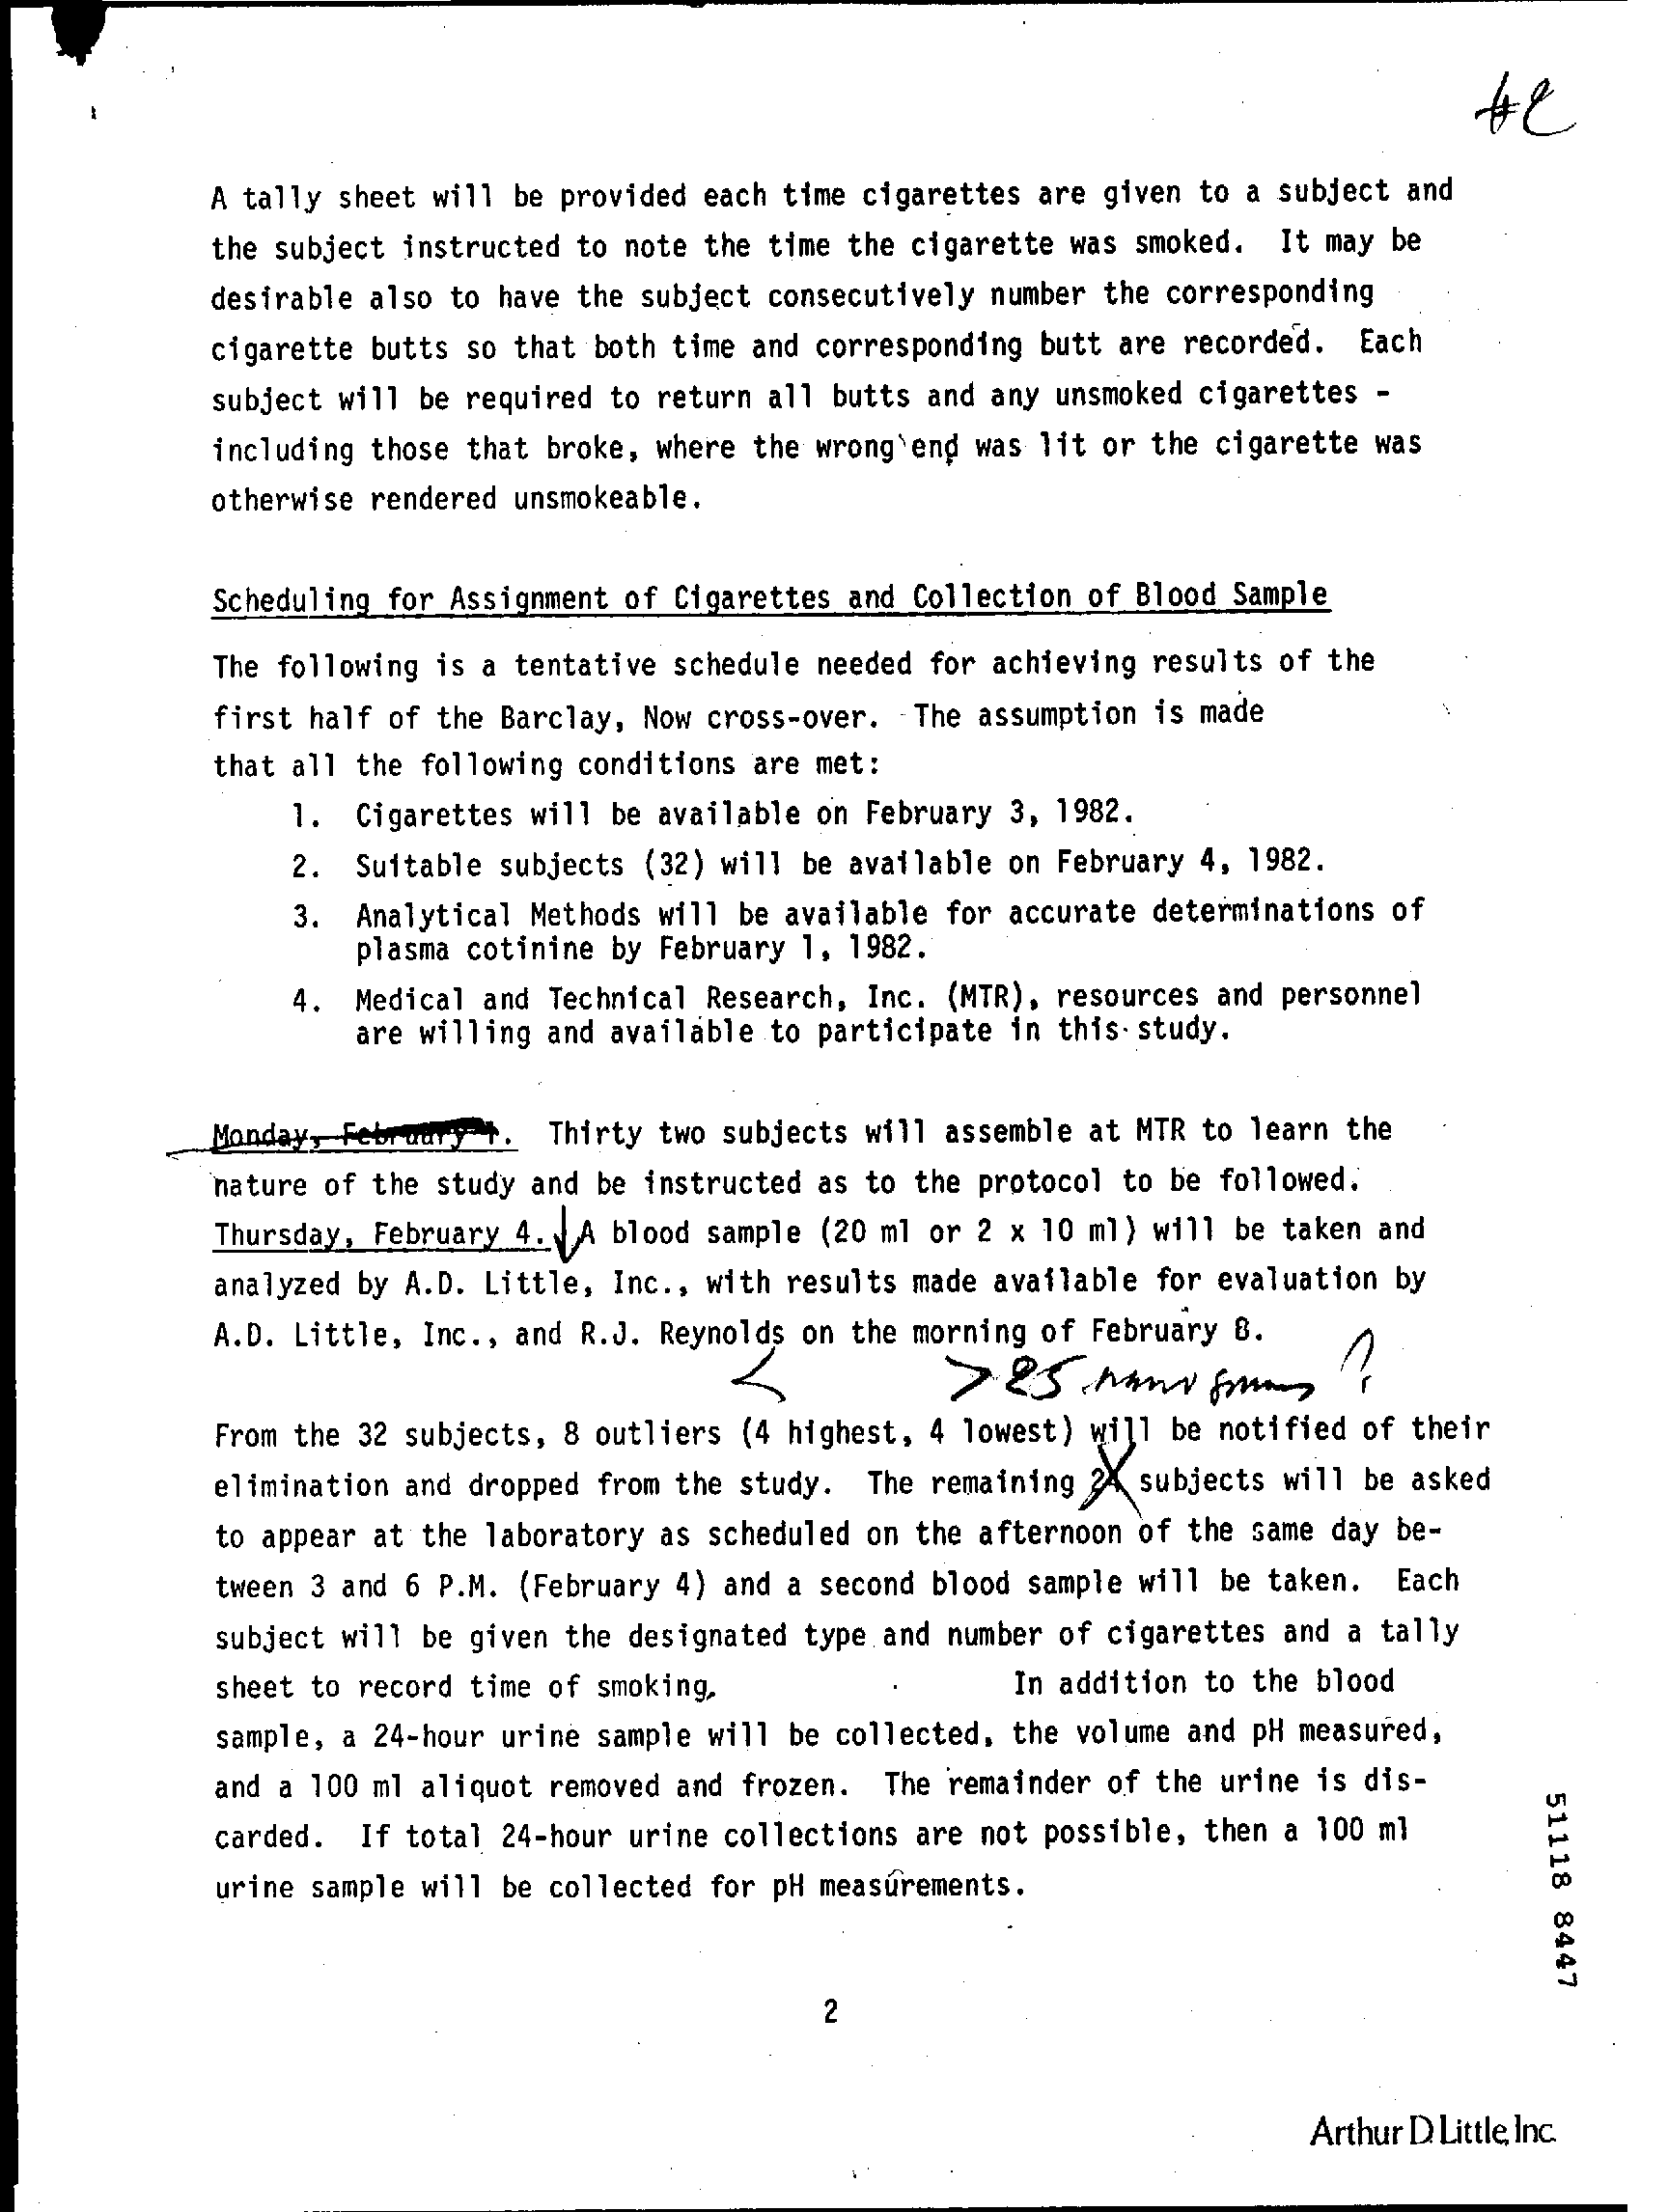 #2
A tally sheet will be provided each time cigarettes are given to a subject and
the subject instructed to note the time the cigarette was smoked. It may be
desirable also to have the subject consecutively number the corresponding
cigarette butts so that both time and corresponding butt are recorded. Each
subject will be required to return all butts and any unsmoked cigarettes -
including those that broke, where the wrong end was lit or the cigarette was
otherwise rendered unsmokeable.
Scheduling for Assignment of Cigarettes and Collection of Blood Sample
The following is a tentative schedule needed for achieving results of the
first half of the Barclay, Now cross-over. The assumption is made
that all the following conditions are met:
1. Cigarettes will be available on February 3, 1982.
2. Suitable subjects (32) will be available on February 4, 1982.
3. Analytical Methods will be available for accurate determinations of
plasma cotinine by February 1, 1982.
4. Medical and Technical Research, Inc. (MTR), resources and personnel
are willing and available to participate in this study.
Monday, February 1. Thirty two subjects will assemble at MTR to learn the
nature of the study and be instructed as to the protocol to be followed.
Thursday, February 4. A blood sample (20 ml or 2 x 10 ml) will be taken and
analyzed by A.D. Little, Inc., with results made available for evaluation by
A.D. Little, Inc., and R.J. Reynolds on the morning of February 8.
< >25 nano grams ?
From the 32 subjects, 8 outliers (4 highest, 4 lowest) will be notified of their
elimination and dropped from the study. The remaining 24 subjects will be asked
to appear at the laboratory as scheduled on the afternoon of the same day be-
tween 3 and 6 P.M. (February 4) and a second blood sample will be taken. Each
subject will be given the designated type and number of cigarettes and a tally
sheet to record time of smoking. In addition to the blood
sample, a 24-hour urine sample will be collected, the volume and pH measured,
and a 100 ml aliquot removed and frozen. The remainder of the urine is dis-
carded. If total 24-hour urine collections are not possible, then a 100 ml
urine sample will be collected for pH measurements.
51118 8447
2
Arthur D Little, Inc.